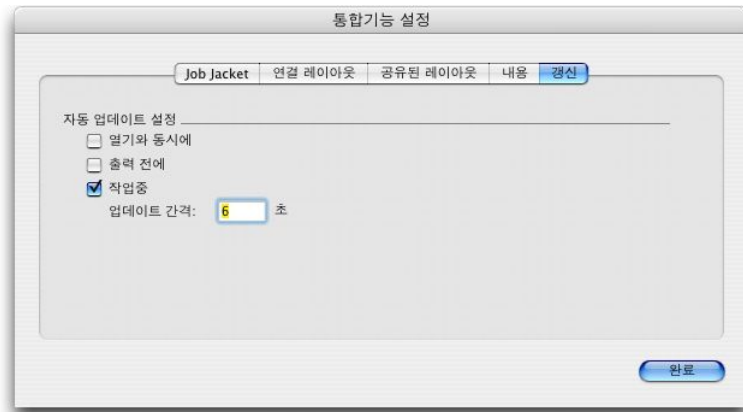 통합기능 설정
Job Jacket 연결 레이아웃 공유된 레이아웃 내용 갱신
자동 업데이트 설정
열기와 동시에
출력 전에
작업중
업데이트 간격: 6 초
완료